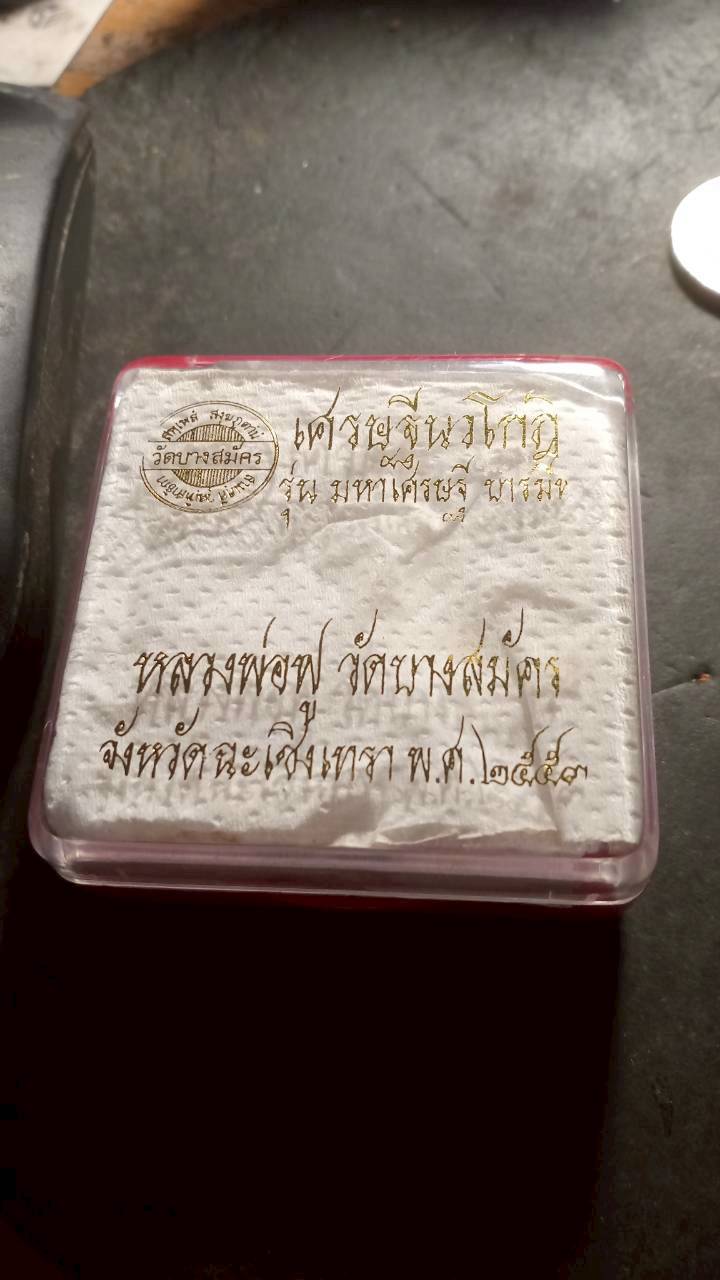 วัดบางสมัคร
เศรษฐีนวโกฏิ
รุ่น มหาเศรษฐี บารมี
หลวงพ่อฟู วัดบางสมัคร
จังหวัดฉะเชิงเทรา พ.ศ. ๒๕๕๓